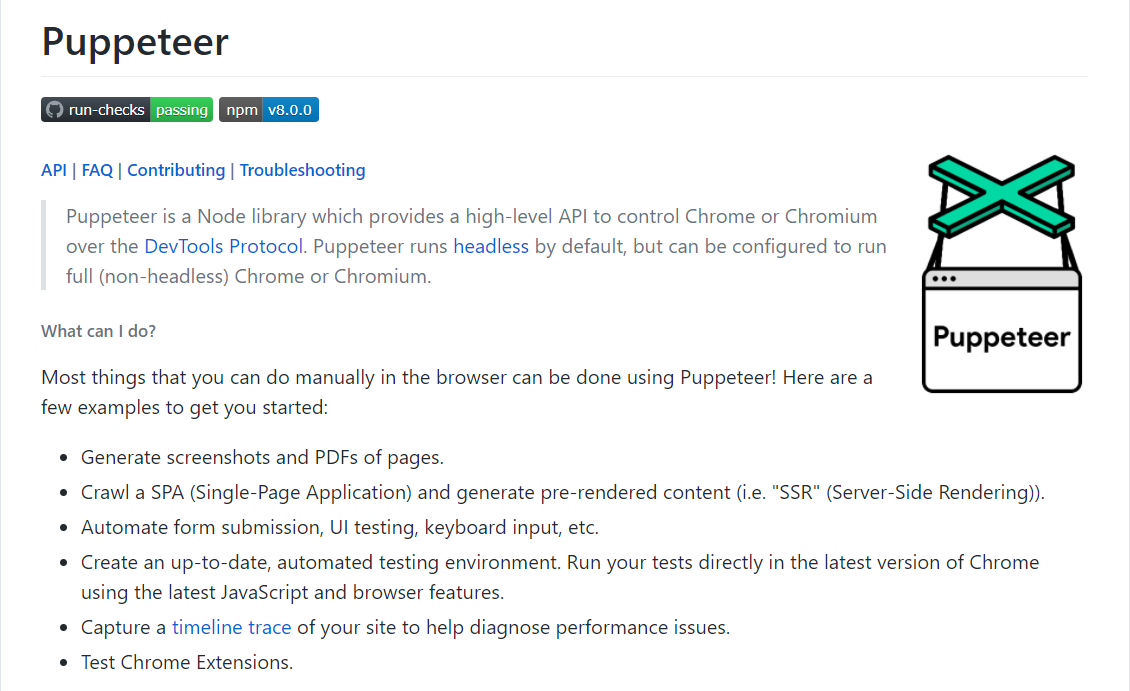 Puppeteer
run-checks passing npm v8.0.0
API | FAQ | Contributing | Troubleshooting
Puppeteer is a Node library which provides a high-level API to control Chrome or Chromium
over the DevTools Protocol. Puppeteer runs headless by default, but can be configured to run
full (non-headless) Chrome or Chromium.
Puppeteer
What can I do?
Most things that you can do manually in the browser can be done using Puppeteer! Here are a
few examples to get you started:
• Generate screenshots and PDFs of pages.
• Crawl a SPA (Single-Page Application) and generate pre-rendered content (i.e. "SSR" (Server-Side Rendering)).
• Automate form submission, UI testing, keyboard input, etc.
• Create an up-to-date, automated testing environment. Run your tests directly in the latest version of Chrome
using the latest JavaScript and browser features.
• Capture a timeline trace of your site to help diagnose performance issues.
• Test Chrome Extensions.